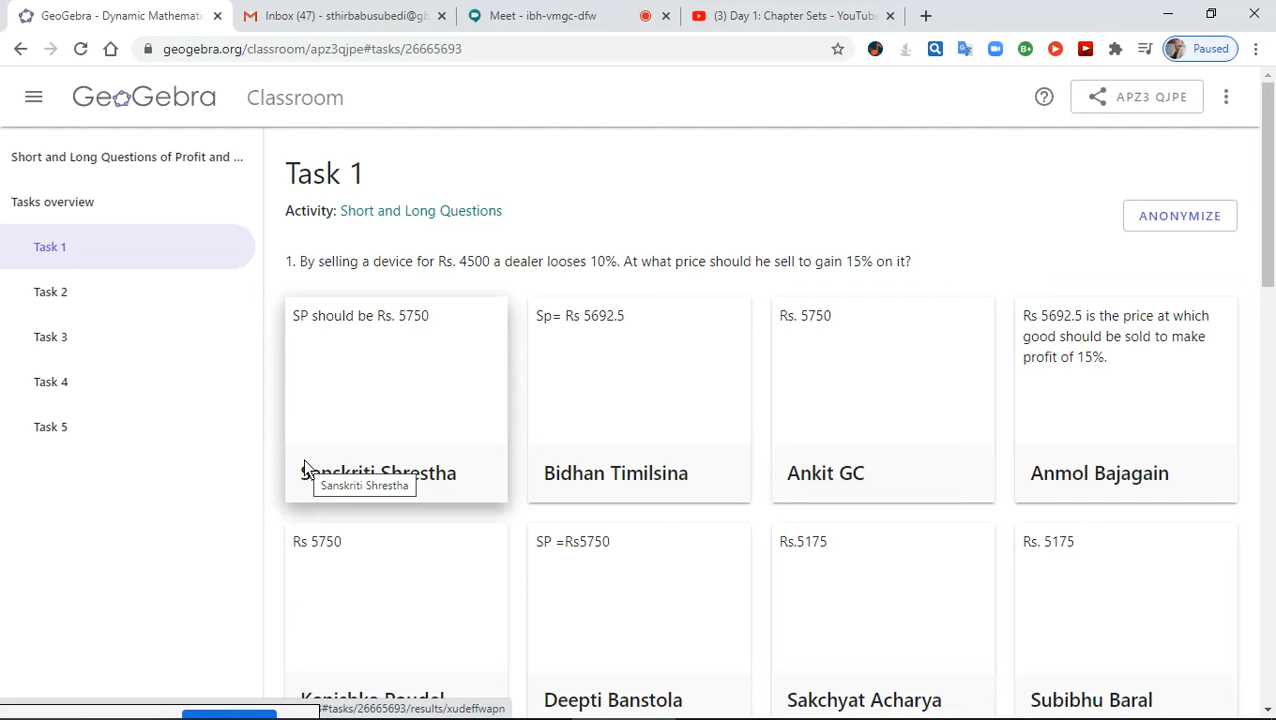 GeoGebra - Dynamic Mathemati
Inbox (47) - sthirbabusubedi@gb
Meet - ibh-vmgc-dfw
(3) Day 1: Chapter Sets - YouTube
geogebra.org/classroom/apz3qjpe#tasks/26665693
Paused
GeoGebra
Classroom
APZ3 QJPE
Short and Long Questions of Profit and ...
Tasks overview
Task 1
Task 2
Task 3
Task 4
Task 5
Task 1
Activity: Short and Long Questions
ANONYMIZE
1. By selling a device for Rs. 4500 a dealer looses 10%. At what price should he sell to gain 15% on it?
SP should be Rs. 5750
Sanskriti Shrestha
Sanskriti Shrestha
Sp= Rs 5692.5
Bidhan Timilsina
Rs. 5750
Ankit GC
Rs 5692.5 is the price at which
good should be sold to make
profit of 15%.
Anmol Bajagain
Rs 5750
SP =Rs5750
Deepti Banstola
Rs.5175
Sakchyat Acharya
Rs. 5175
Subibhu Baral
#tasks/26665693/results/xudeffwapn